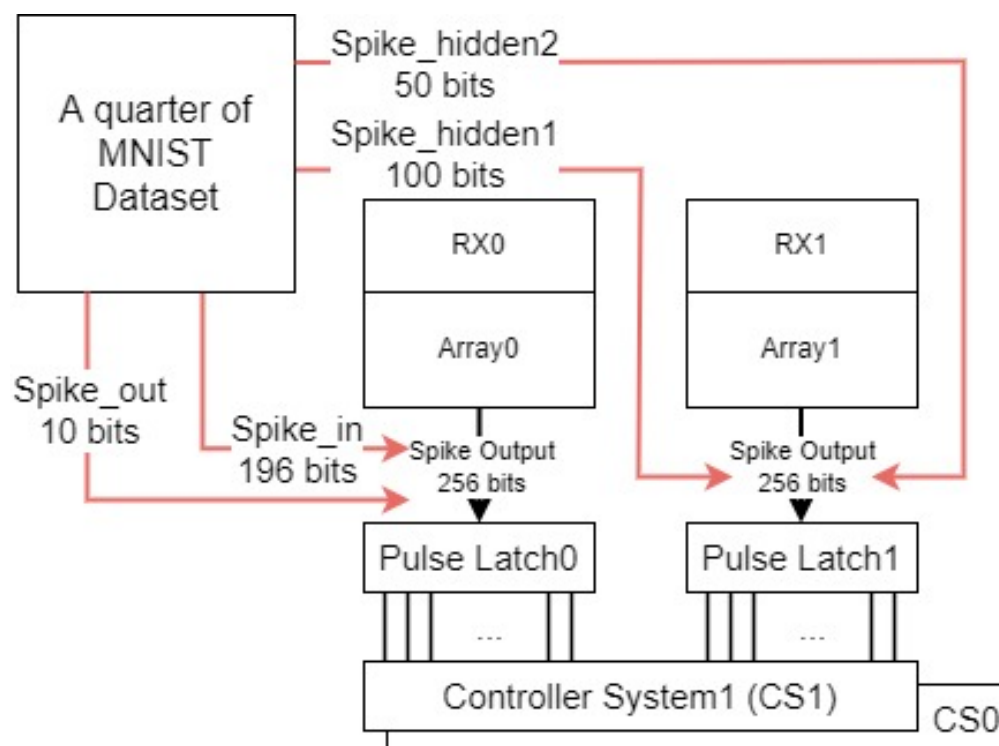 Spike_hidden2
50 bits
A quarter of
MNIST
Dataset
Spike_hidden1
100 bits
RX0
RX1
Array0
Array1
Spike_out
10 bits
Spike_in
196 bits
Spike Output
256 bits
Spike Output
256 bits
Pulse Latch0
Pulse Latch1
...
...
Controller System1 (CS1)
CS0